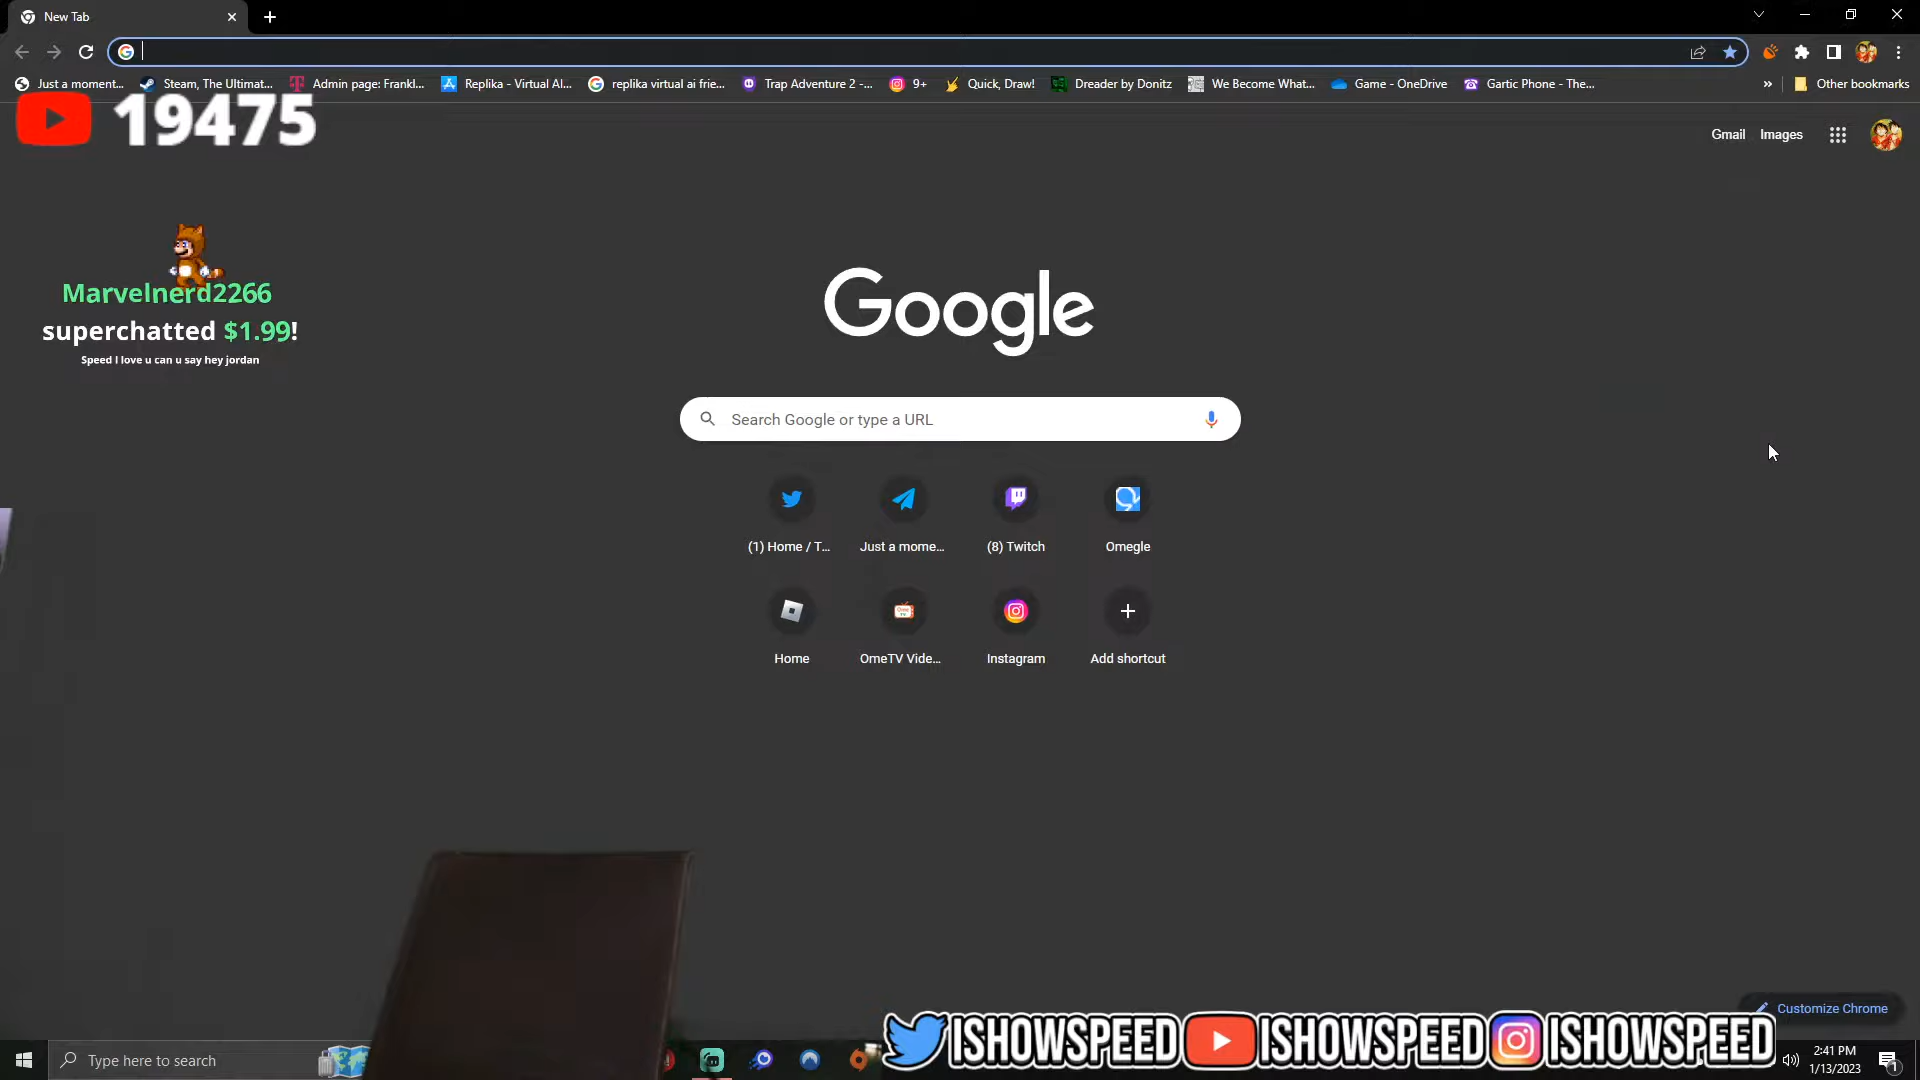 New Tab
Just a moment... Steam, The Ultimat... Admin page: Frankl... Replika - Virtual AI... replika virtual ai frie... Trap Adventure 2 -... 9+ Quick, Draw! Dreader by Donitz We Become What... Game - OneDrive Gartic Phone - The... » Other bookmarks
19475
Gmail Images
Marvelnerd2266
superchatted $1.99!
Speed I love u can u say hey jordan
Google
Search Google or type a URL
(1) Home / T... Just a mome... (8) Twitch Omegle
Home OmeTV Vide... Instagram Add shortcut
Customize Chrome
ISHOWSPEED ISHOWSPEED ISHOWSPEED
Type here to search
2:41 PM
1/13/2023
1